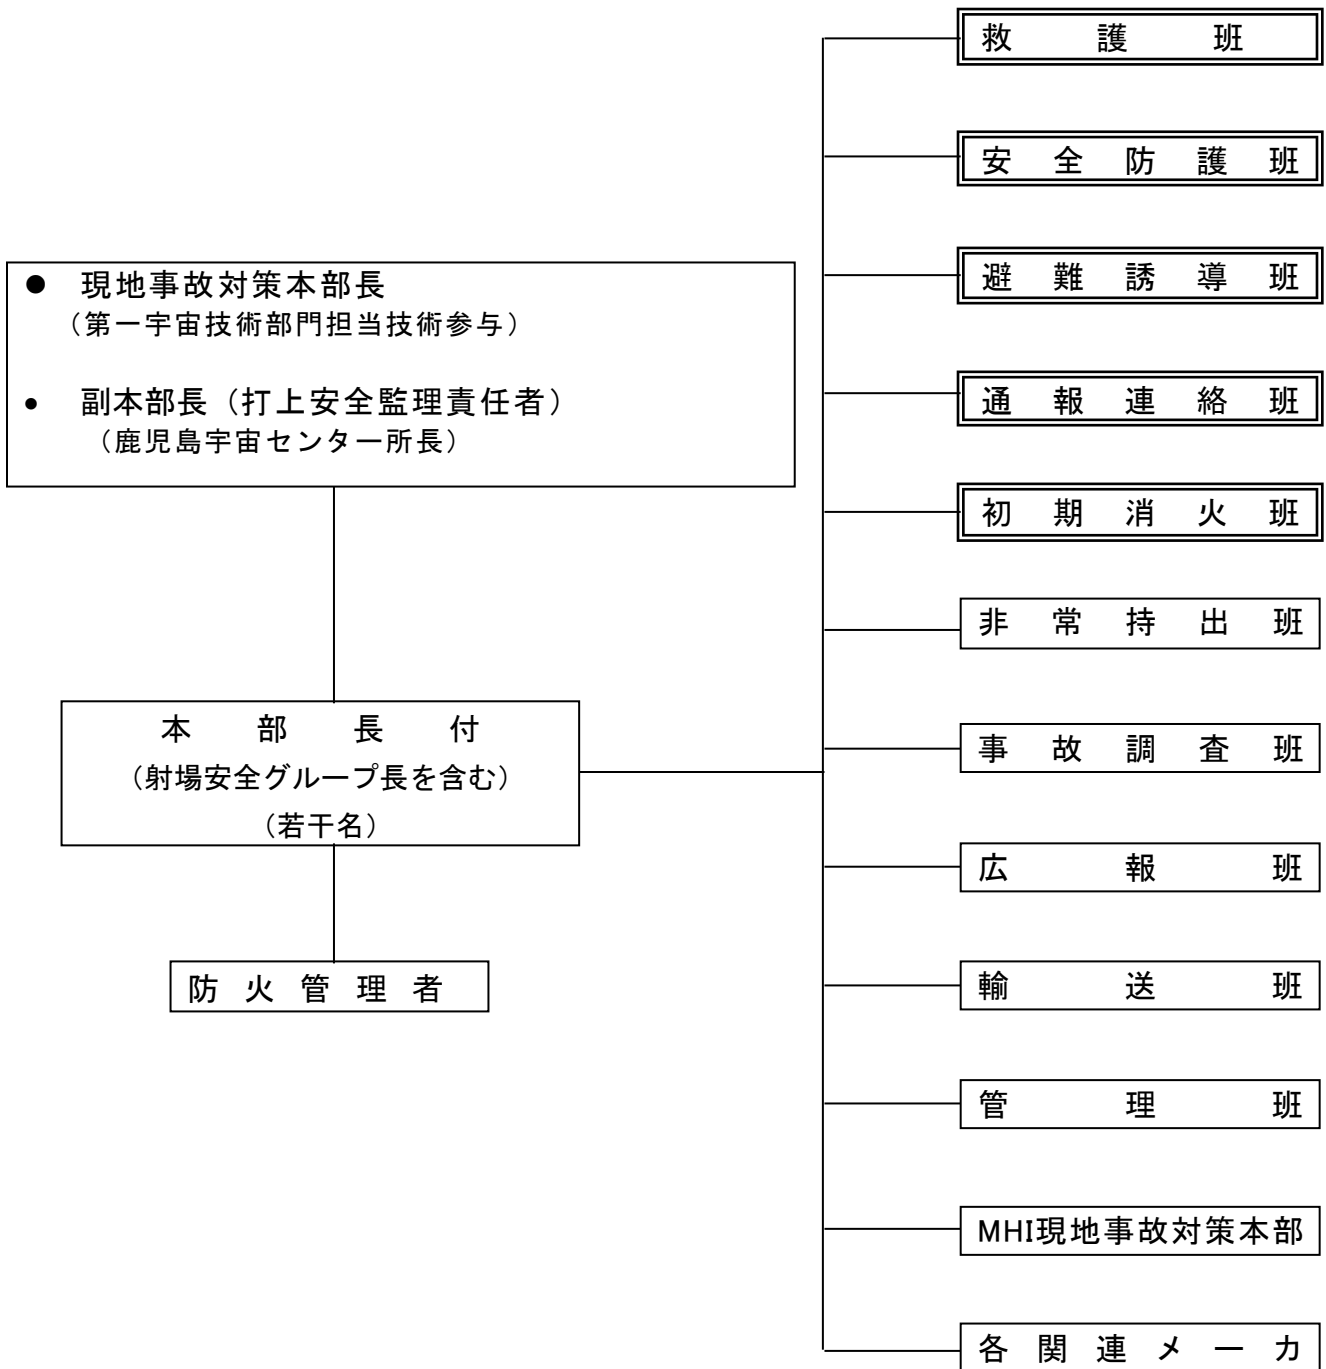 救護班
安全防護班
避難誘導班
通報連絡班
初期消火班
非常持出班
事故調査班
広報班
輸送班
管理班
MHI現地事故対策本部
各関連メーカ
● 現地事故対策本部長
（第一宇宙技術部門担当技術参与）
● 副本部長（打上安全監理責任者）
（鹿児島宇宙センター所長）
本部長付
（射場安全グループ長を含む）
（若干名）
防火管理者